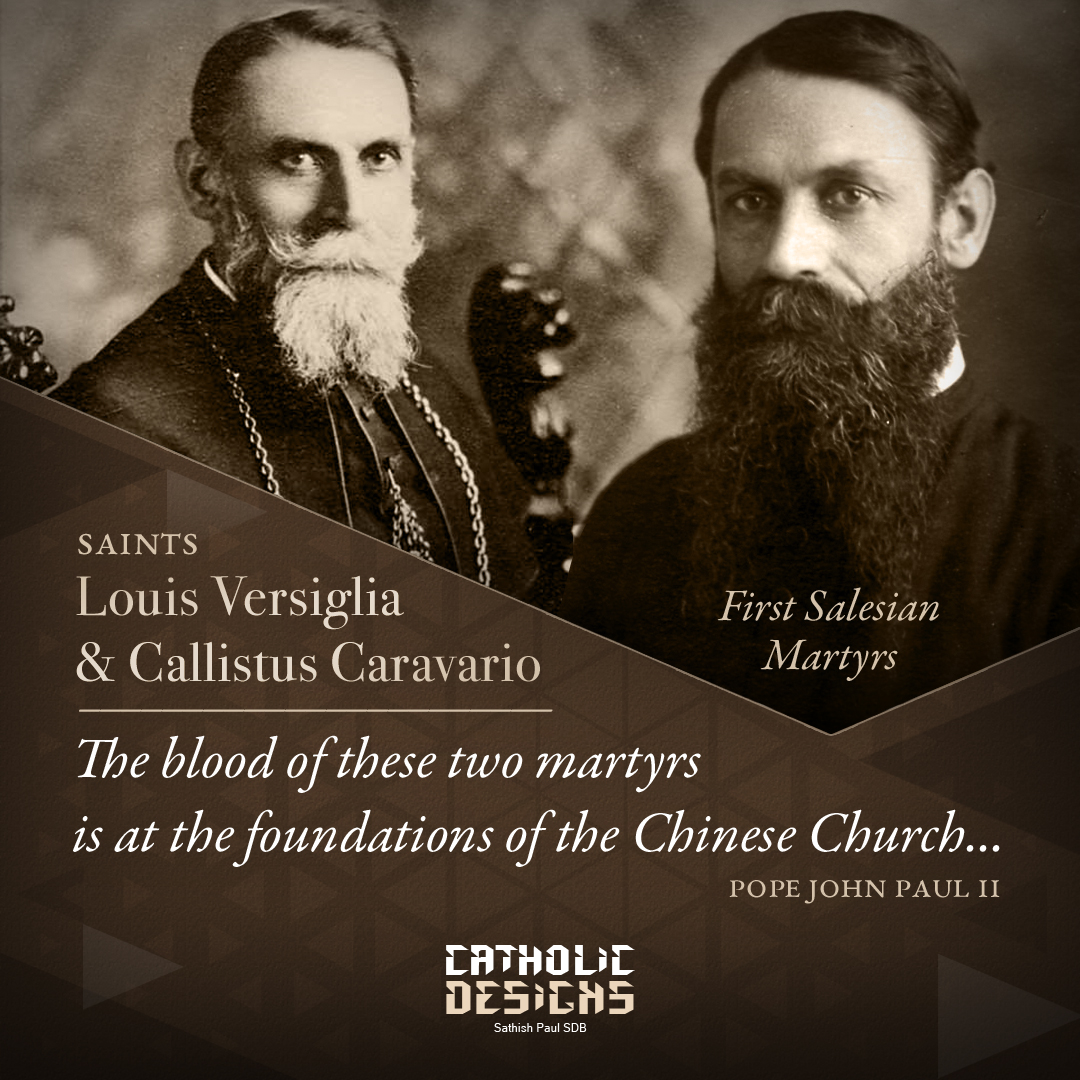 SAINTS
Louis Versiglia
& Callistus Caravario
First Salesian
Martyrs
The blood of these two martyrs
is at the foundations of the Chinese Church...
POPE JOHN PAUL II
CATHOLIC
DESIGNS
Sathish Paul SDB